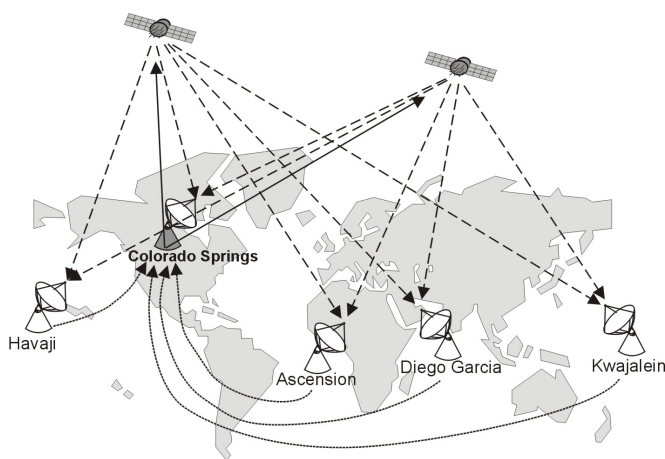 Colorado Springs
Havaji
Ascension
Diego Garcia
Kwajalein